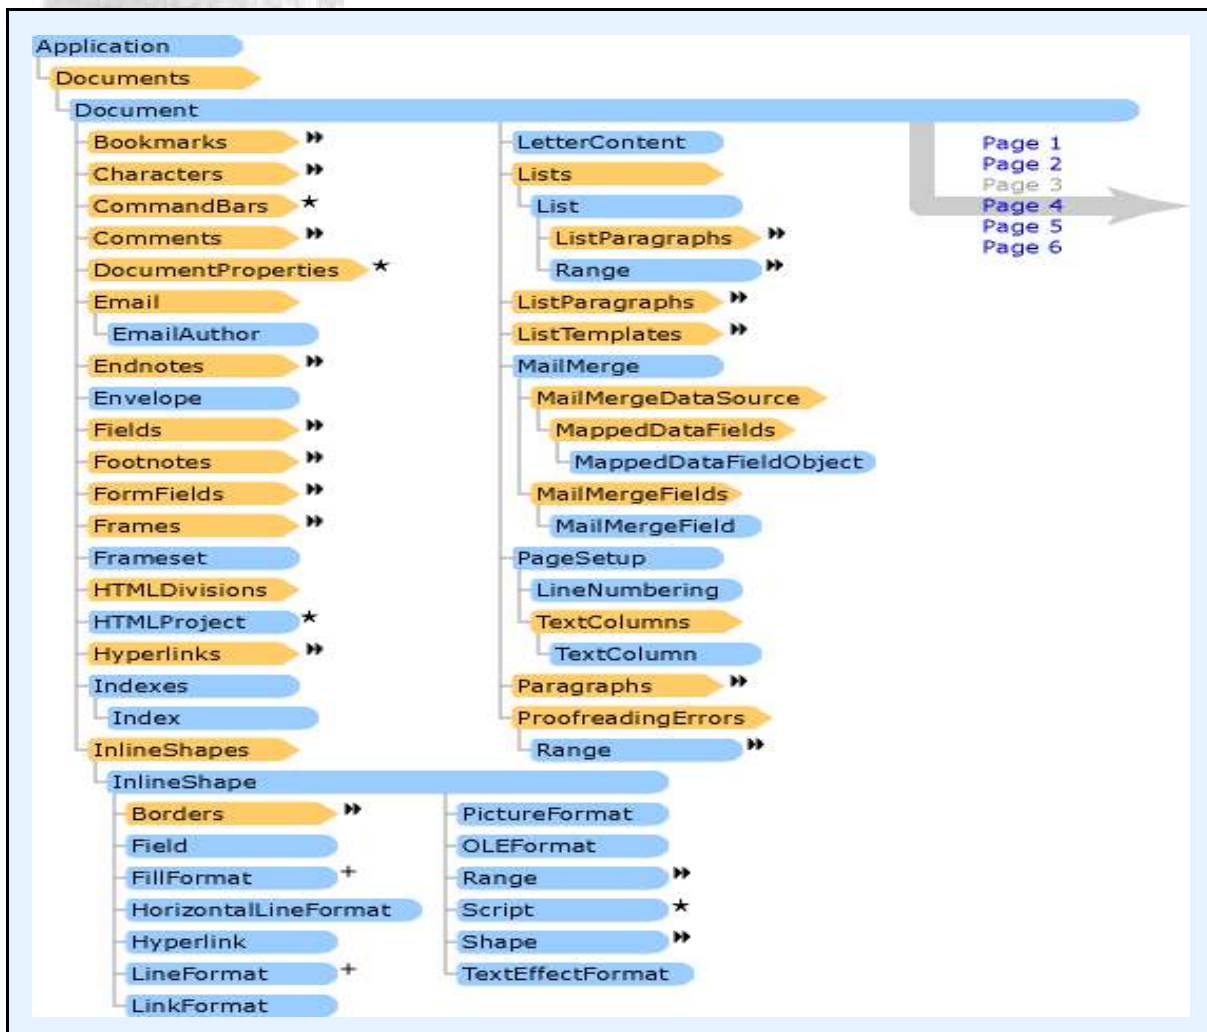 Application
Documents
Document
Bookmarks
Characters
CommandBars
Comments
DocumentProperties
Email
EmailAuthor
Endnotes
Envelope
Fields
Footnotes
FormFields
Frames
Frameset
HTMLDivisions
HTMLProject
Hyperlinks
Indexes
Index
InlineShapes
LetterContent
Lists
List
ListParagraphs
Range
ListParagraphs
ListTemplates
MailMerge
MailMergeDataSource
MappedDataFields
MappedDataFieldObject
MailMergeFields
MailMergeField
PageSetup
LineNumbering
TextColumns
TextColumn
Paragraphs
ProofreadingErrors
Range
Page 1
Page 2
Page 3
Page 4
Page 5
Page 6
InlineShape
Borders
Field
FillFormat
HorizontalLineFormat
Hyperlink
LineFormat
LinkFormat
PictureFormat
OLEFormat
Range
Script
Shape
TextEffectFormat